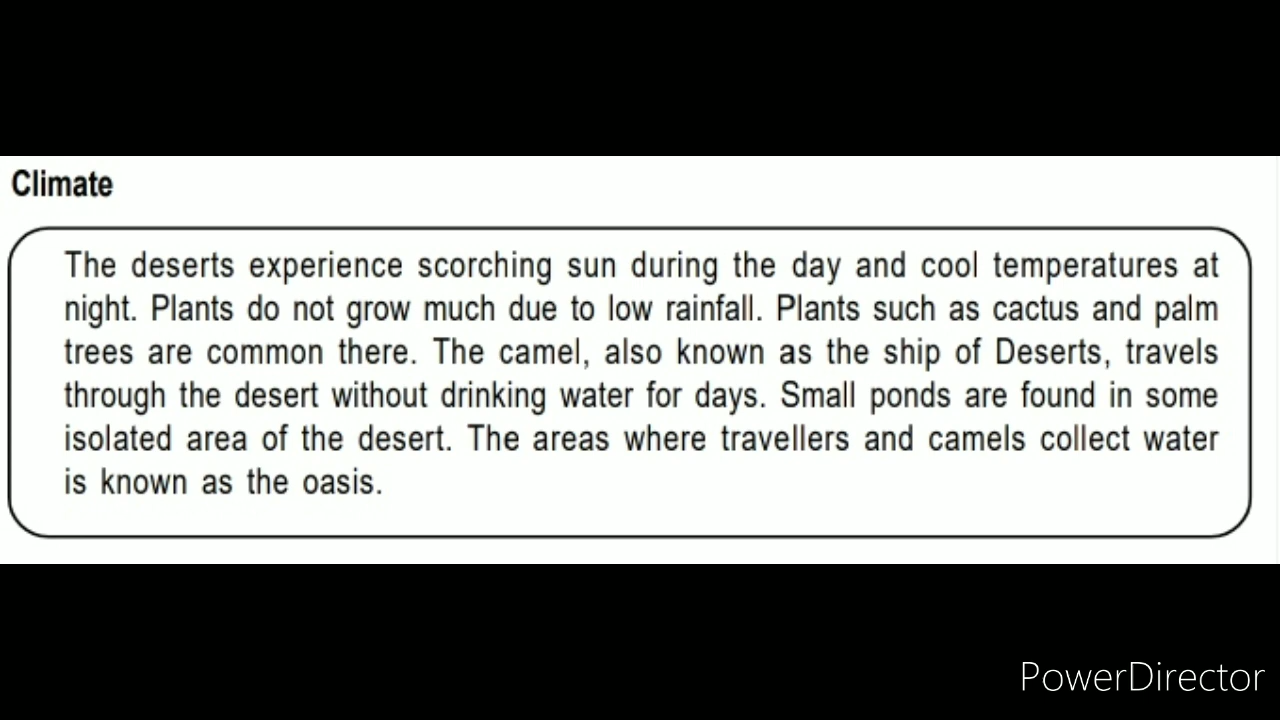 Climate
The deserts experience scorching sun during the day and cool temperatures at
night. Plants do not grow much due to low rainfall. Plants such as cactus and palm
trees are common there. The camel, also known as the ship of Deserts, travels
through the desert without drinking water for days. Small ponds are found in some
isolated area of the desert. The areas where travellers and camels collect water
is known as the oasis.
PowerDirector